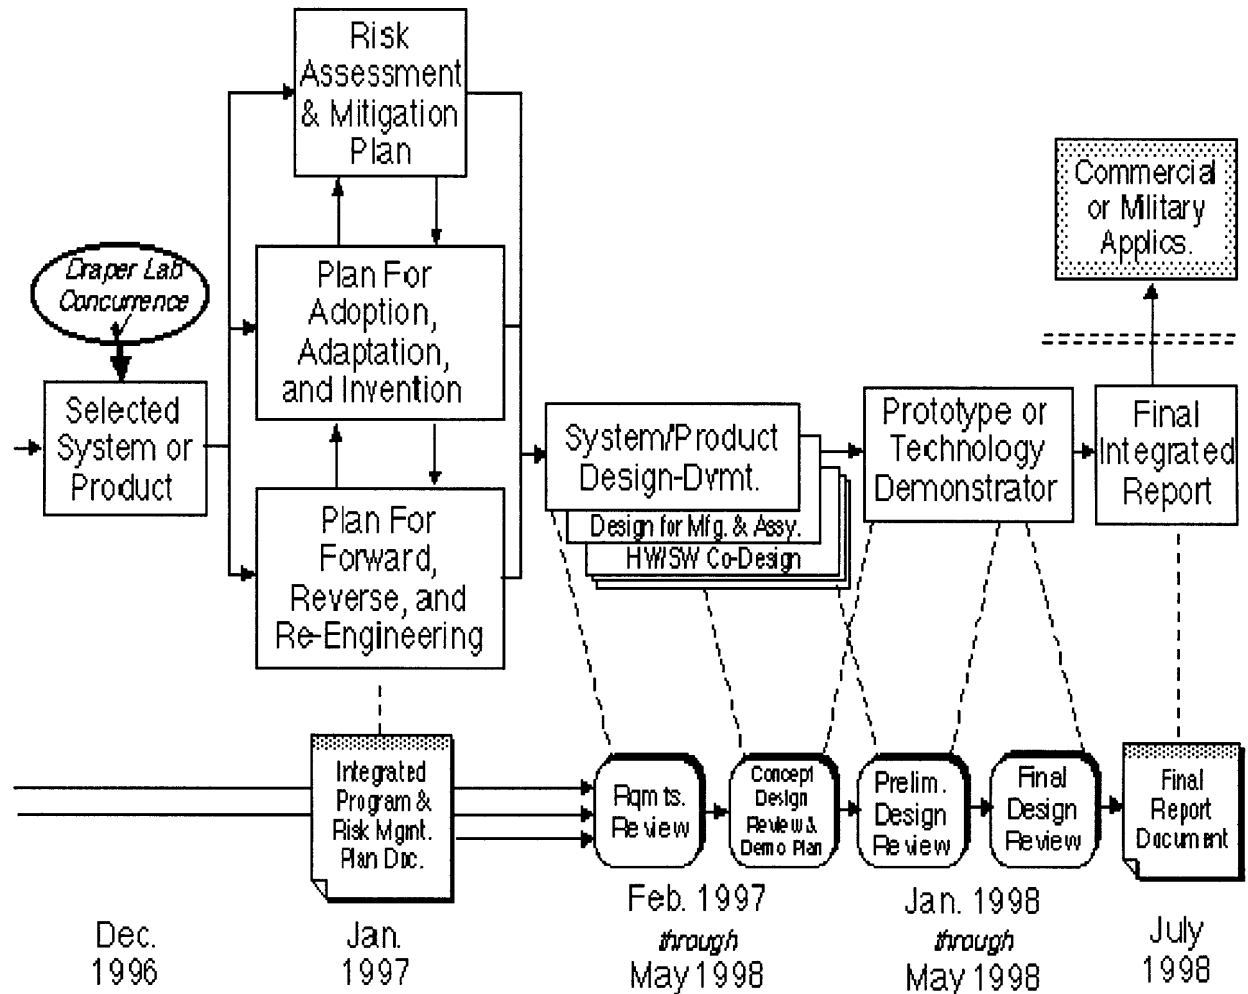 Risk
Assessment
& Mitigation
Plan
Draper Lab
Concurrence
Selected
System or
Product
Plan For
Adoption,
Adaptation,
and Invention
Plan For
Forward,
Reverse, and
Re-Engineering
System/Product
Design-Dvmt.
Design for Mfg. & Assy.
HW/SW Co-Design
Prototype or
Technology
Demonstrator
Final
Integrated
Report
Commercial
or Military
Applics.
Integrated
Program &
Risk Mgmt.
Plan Doc.
Rqmts.
Review
Concept
Design
Review &
Demo Plan
Prelim.
Design
Review
Final
Design
Review
Final
Report
Document
Dec.
1996
Jan.
1997
Feb. 1997
through
May 1998
Jan. 1998
through
May 1998
July
1998